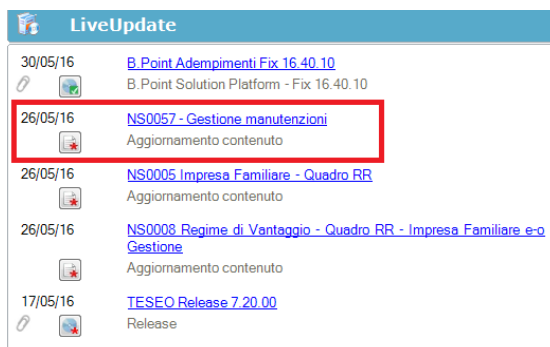 LiveUpdate
30/05/16 B.Point Adempimenti Fix 16.40.10
B.Point Solution Platform - Fix 16.40.10
26/05/16 NS0057 - Gestione manutenzioni
Aggiornamento contenuto
26/05/16 NS0005 Impresa Familiare - Quadro RR
Aggiornamento contenuto
26/05/16 NS0008 Regime di Vantaggio - Quadro RR - Impresa Familiare e-o
Gestione
Aggiornamento contenuto
17/05/16 TESEO Release 7.20.00
Release